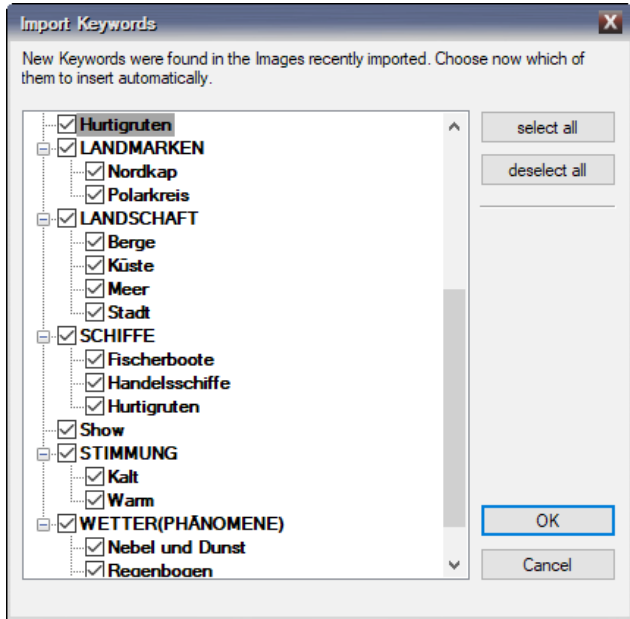 Import Keywords
New Keywords were found in the Images recently imported. Choose now which of
them to insert automatically.
Hurtigruten
LANDMARKEN
Nordkap
Polarkreis
LANDSCHAFT
Berge
Küste
Meer
Stadt
SCHIFFE
Fischerboote
Handelsschiffe
Hurtigruten
Show
STIMMUNG
Kalt
Warm
WETTER(PHÄNOMENE)
Nebel und Dunst
Regenbogen
select all
deselect all
OK
Cancel